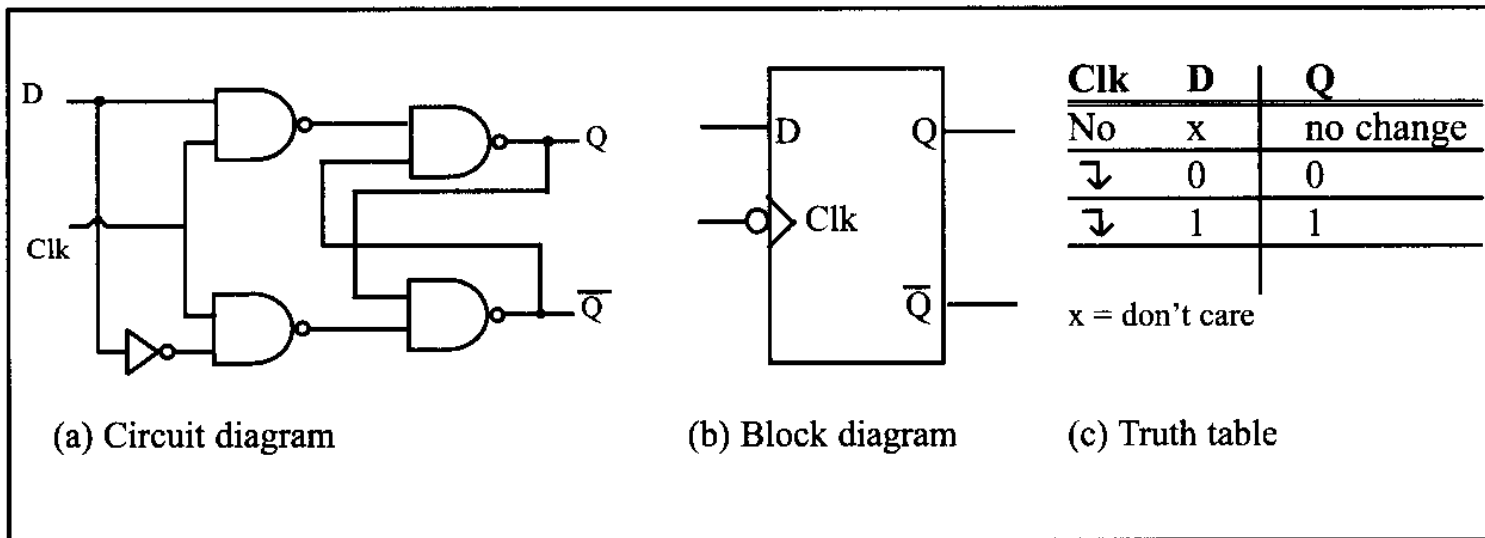 D
Clk
Q
Q̅
(a) Circuit diagram
D
Q
Clk
Q̅
(b) Block diagram
Clk D Q
No x no change
↴ 0 0
↴ 1 1
x = don't care
(c) Truth table